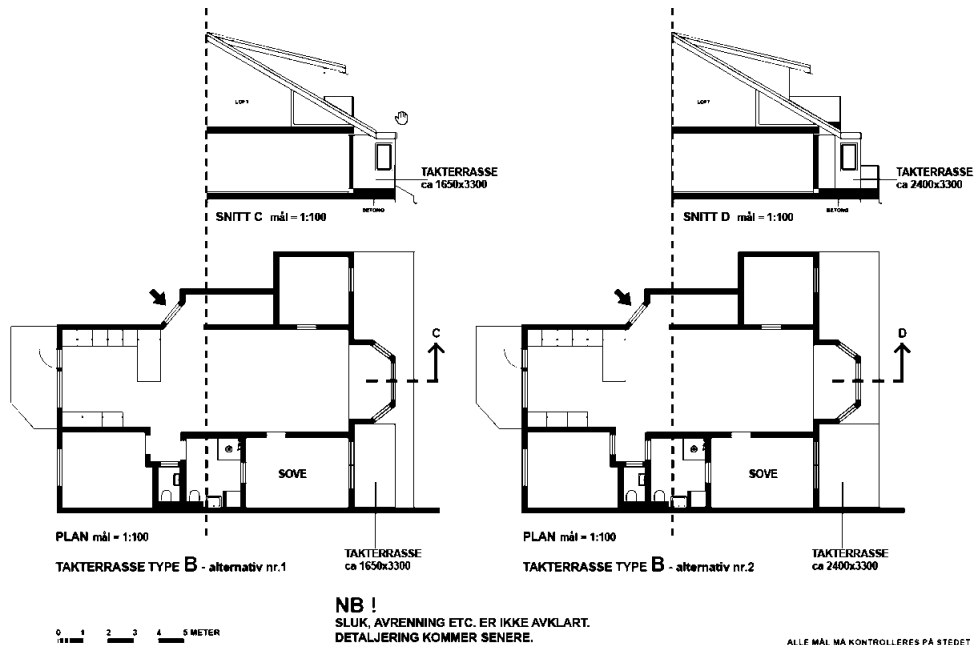 LOFT
TAKTERRASSE
ca 1650x3300
BETONG
SNITT C mål = 1:100
LOFT
TAKTERRASSE
ca 2400x3300
BETONG
SNITT D mål = 1:100
C
SOVE
PLAN mål = 1:100
TAKTERRASSE TYPE B - alternativ nr.1
TAKTERRASSE
ca 1650x3300
D
SOVE
PLAN mål = 1:100
TAKTERRASSE TYPE B - alternativ nr.2
TAKTERRASSE
ca 2400x3300
NB !
SLUK, AVRENNING ETC. ER IKKE AVKLART.
DETALJERING KOMMER SENERE.
0 1 2 3 4 5 METER
ALLE MÅL MÅ KONTROLLERES PÅ STEDET